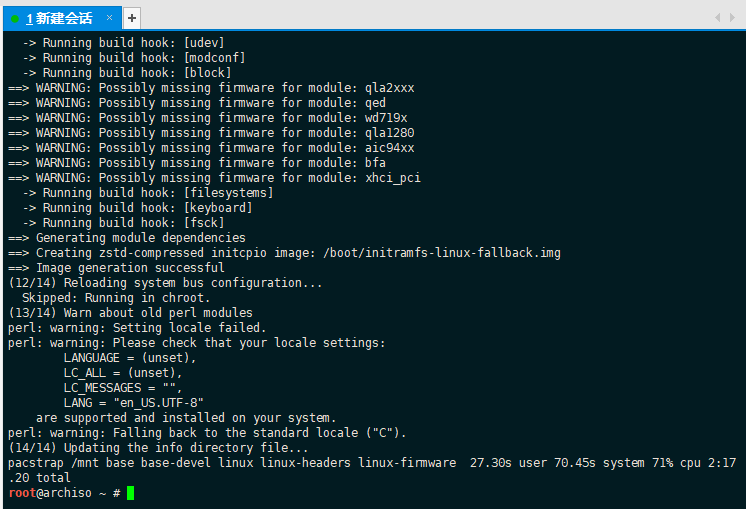 1 新建会话 × +
-> Running build hook: [udev]
-> Running build hook: [modconf]
-> Running build hook: [block]
==> WARNING: Possibly missing firmware for module: qla2xxx
==> WARNING: Possibly missing firmware for module: qed
==> WARNING: Possibly missing firmware for module: wd719x
==> WARNING: Possibly missing firmware for module: qla1280
==> WARNING: Possibly missing firmware for module: aic94xx
==> WARNING: Possibly missing firmware for module: bfa
==> WARNING: Possibly missing firmware for module: xhci_pci
-> Running build hook: [filesystems]
-> Running build hook: [keyboard]
-> Running build hook: [fsck]
==> Generating module dependencies
==> Creating zstd-compressed initcpio image: /boot/initramfs-linux-fallback.img
==> Image generation successful
(12/14) Reloading system bus configuration...
Skipped: Running in chroot.
(13/14) Warn about old perl modules
perl: warning: Setting locale failed.
perl: warning: Please check that your locale settings:
LANGUAGE = (unset),
LC_ALL = (unset),
LC_MESSAGES = "",
LANG = "en_US.UTF-8"
are supported and installed on your system.
perl: warning: Falling back to the standard locale ("C").
(14/14) Updating the info directory file...
pacstrap /mnt base base-devel linux linux-headers linux-firmware  27.30s user 70.45s system 71% cpu 2:17
.20 total
root@archiso ~ #